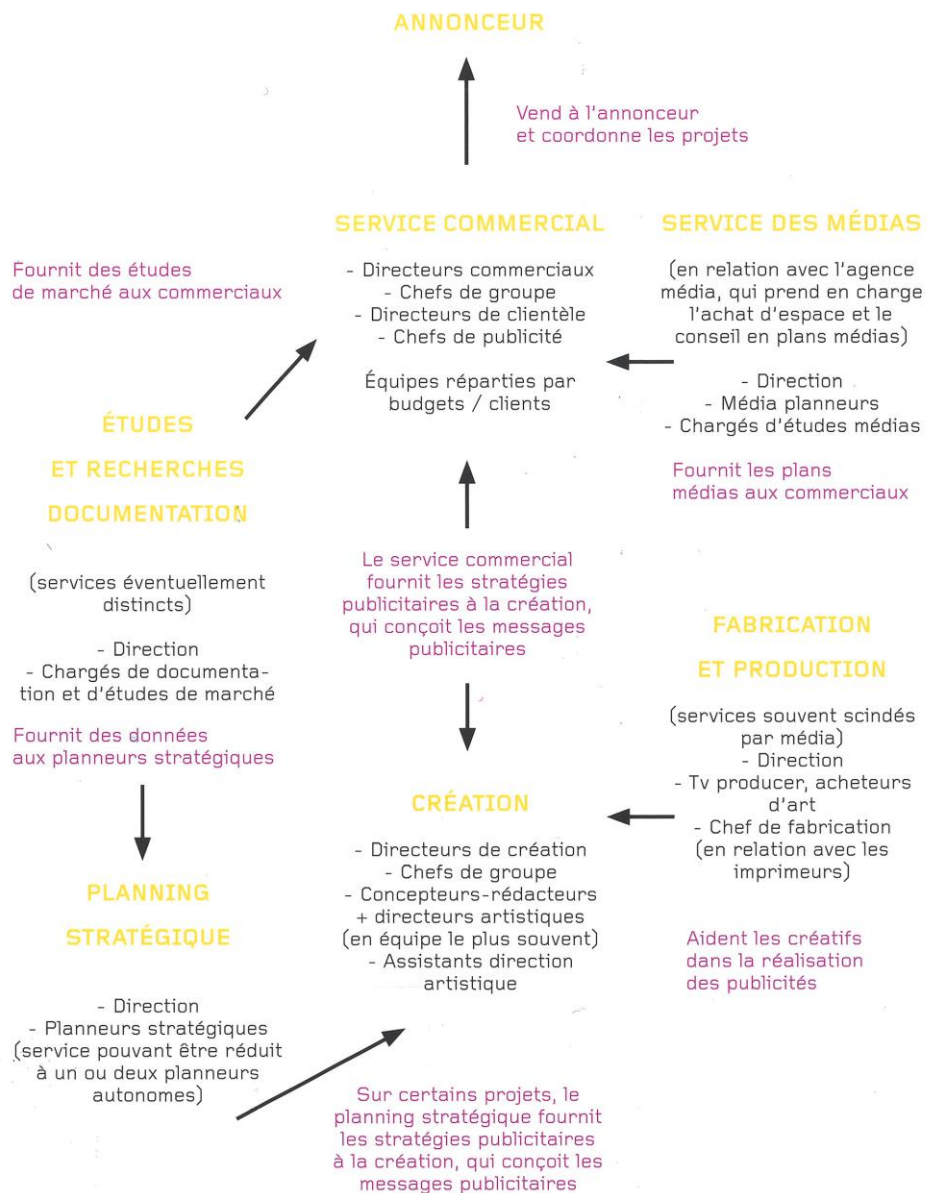 ANNONCEUR
Vend à l'annonceur
et coordonne les projets
SERVICE COMMERCIAL
- Directeurs commerciaux
- Chefs de groupe
- Directeurs de clientèle
- Chefs de publicité
Équipes réparties par
budgets / clients
SERVICE DES MÉDIAS
(en relation avec l'agence
média, qui prend en charge
l'achat d'espace et le
conseil en plans médias)
- Direction
- Média planneurs
- Chargés d'études médias
Fournit les plans
médias aux commerciaux
Fournit des études
de marché aux commerciaux
ÉTUDES
ET RECHERCHES
DOCUMENTATION
(services éventuellement
distincts)
- Direction
- Chargés de documenta-
tion et d'études de marché
Fournit des données
aux planneurs stratégiques
Le service commercial
fournit les stratégies
publicitaires à la création,
qui conçoit les messages
publicitaires
FABRICATION
ET PRODUCTION
(services souvent scindés
par média)
- Direction
- Tv producer, acheteurs
d'art
- Chef de fabrication
(en relation avec les
imprimeurs)
Aident les créatifs
dans la réalisation
des publicités
CRÉATION
- Directeurs de création
- Chefs de groupe
- Concepteurs-rédacteurs
+ directeurs artistiques
(en équipe le plus souvent)
- Assistants direction
artistique
PLANNING
STRATÉGIQUE
- Direction
- Planneurs stratégiques
(service pouvant être réduit
à un ou deux planneurs
autonomes)
Sur certains projets, le
planning stratégique fournit
les stratégies publicitaires
à la création, qui conçoit les
messages publicitaires